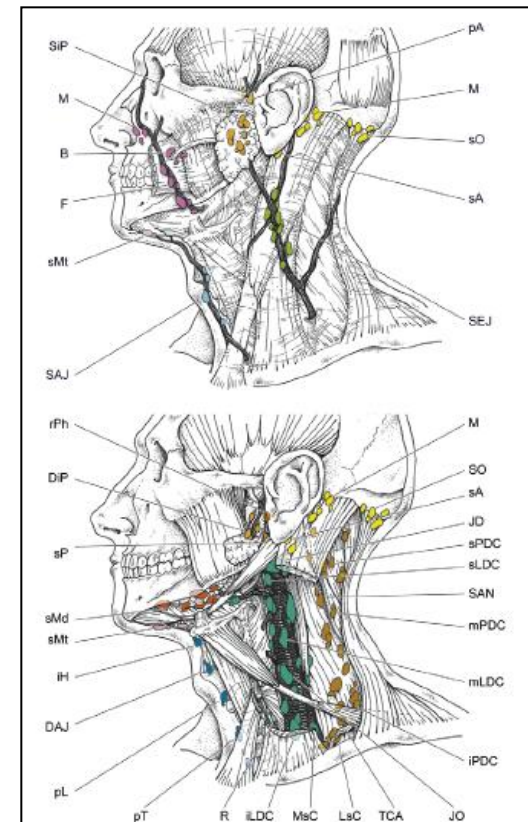 SiP
pA
M
M
sO
B
sA
F
sMt
SEJ
SAJ
rPh
M
DiP
SO
sA
JD
sP
sPDC
sLDC
SAN
sMd
mPDC
sMt
iH
mLDC
DAJ
iPDC
pL
pT
R
iLDC
MsC
LsC
TCA
JO